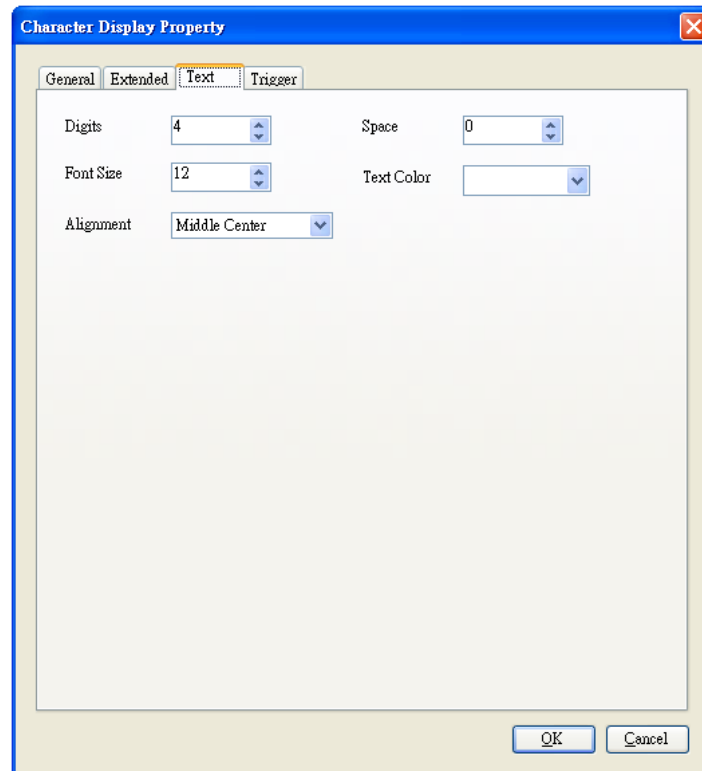 Character Display Property
General Extended Text Trigger
Digits 4 Space 0
Font Size 12 Text Color
Alignment Middle Center
OK Cancel